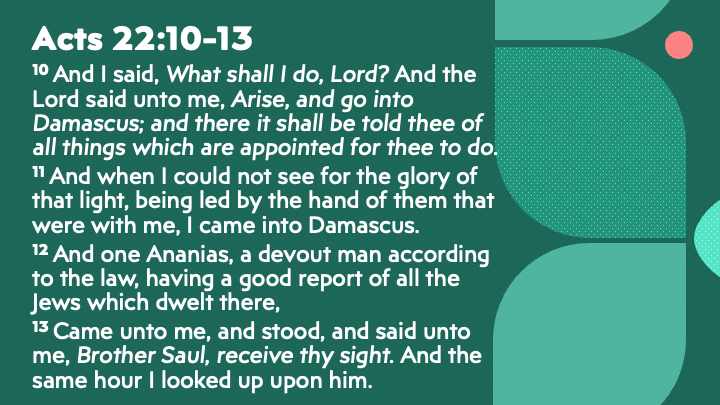 Acts 22:10-13
10 And I said, What shall I do, Lord? And the
Lord said unto me, Arise, and go into
Damascus; and there it shall be told thee of
all things which are appointed for thee to do.
11 And when I could not see for the glory of
that light, being led by the hand of them that
were with me, I came into Damascus.
12 And one Ananias, a devout man according
to the law, having a good report of all the
Jews which dwelt there,
13 Came unto me, and stood, and said unto
me, Brother Saul, receive thy sight. And the
same hour I looked up upon him.